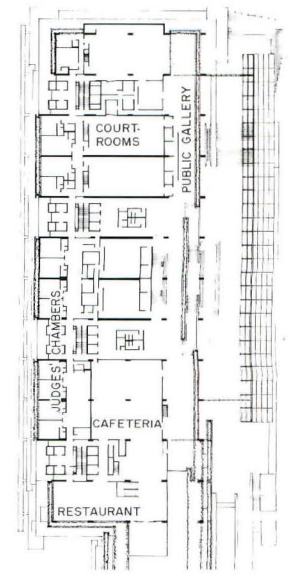 COURT-
ROOMS
PUBLIC GALLERY
JUDGES' CHAMBERS
CAFETERIA
RESTAURANT